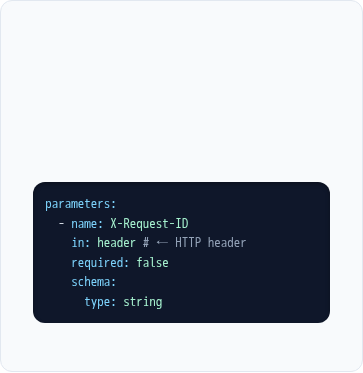 parameters:
  - name: X-Request-ID
    in: header # ← HTTP header
    required: false
    schema:
      type: string